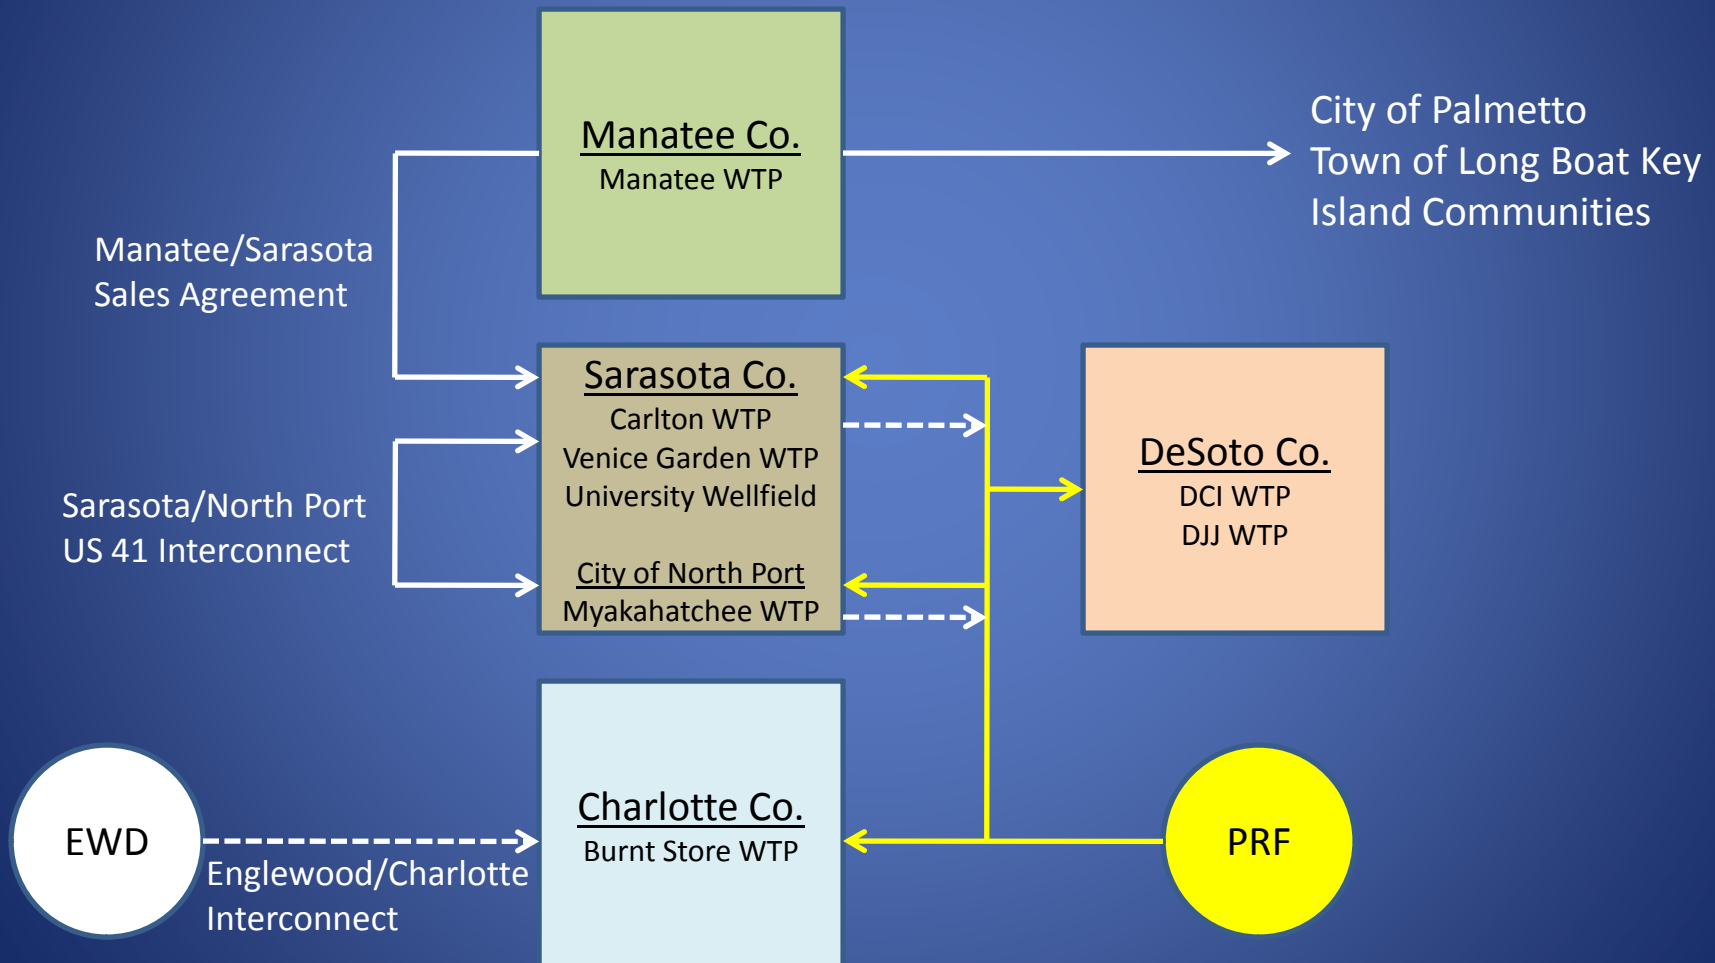 Manatee Co.
Manatee WTP
City of Palmetto
Town of Long Boat Key
Island Communities
Manatee/Sarasota
Sales Agreement
Sarasota Co.
Carlton WTP
Venice Garden WTP
University Wellfield
City of North Port
Myakahatchee WTP
DeSoto Co.
DCI WTP
DJJ WTP
Sarasota/North Port
US 41 Interconnect
Charlotte Co.
Burnt Store WTP
EWD
Englewood/Charlotte
Interconnect
PRF